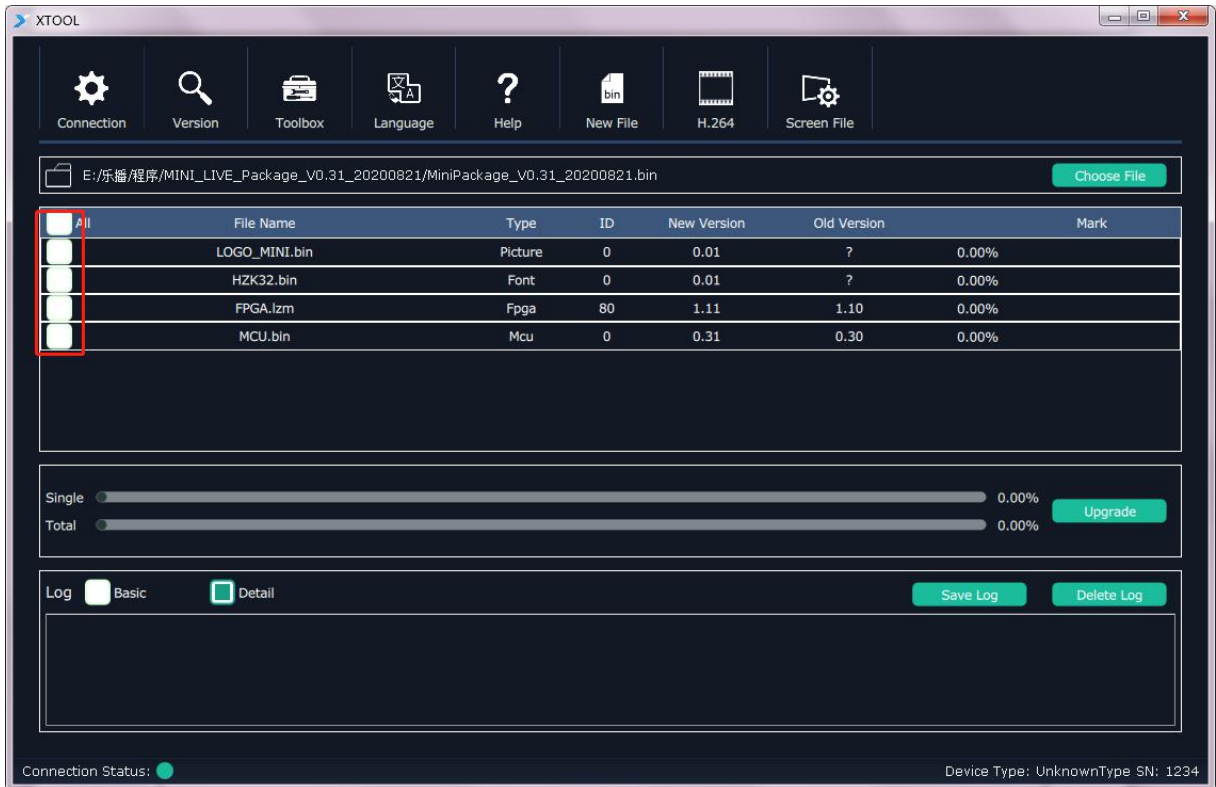 XTOOL
文 A
?
bin
Connection Version Toolbox Language Help New File H.264 Screen File
E:/乐播/程序/MINI_LIVE_Package_V0.31_20200821/MiniPackage_V0.31_20200821.bin Choose File
All File Name Type ID New Version Old Version Mark
LOGO_MINI.bin Picture 0 0.01 ? 0.00%
HZK32.bin Font 0 0.01 ? 0.00%
FPGA.lzm Fpga 80 1.11 1.10 0.00%
MCU.bin Mcu 0 0.31 0.30 0.00%
Single 0.00%
Upgrade
Total 0.00%
Log Basic Detail Save Log Delete Log
Connection Status: Device Type: UnknownType SN: 1234